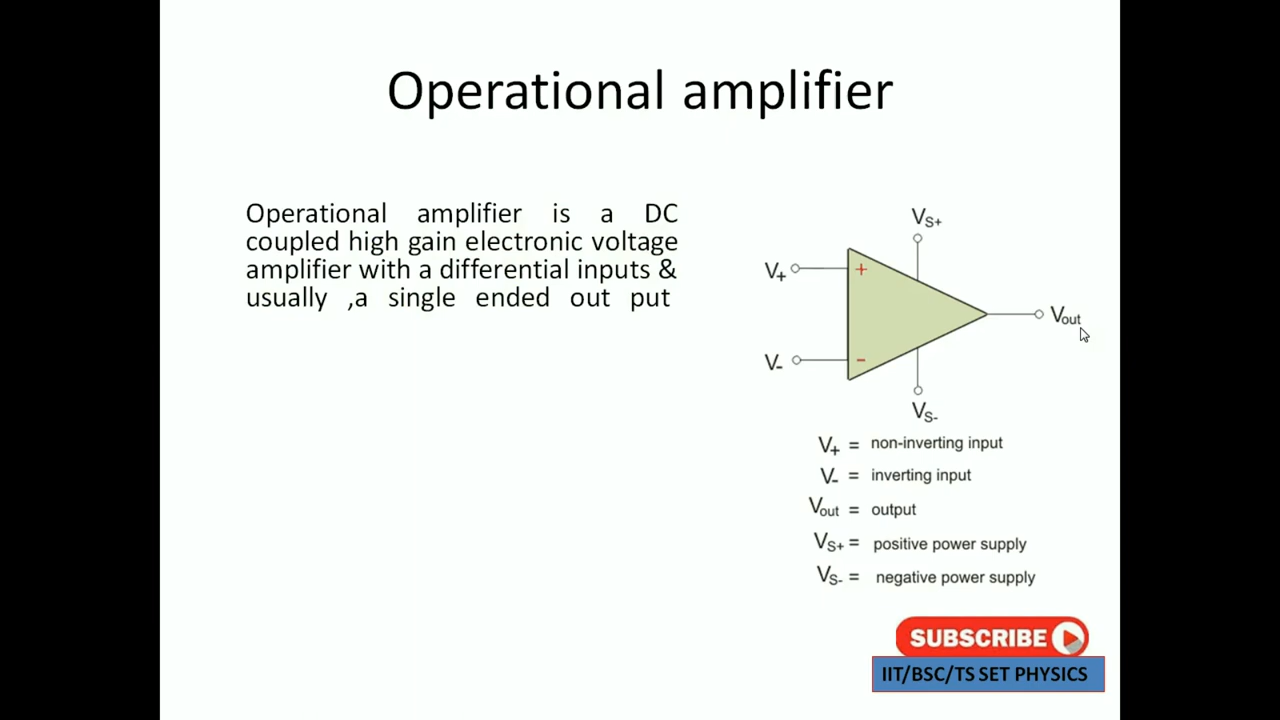 Operational amplifier
Operational amplifier is a DC
coupled high gain electronic voltage
amplifier with a differential inputs &
usually ,a single ended out put
VS+
V+
+
Vout
V-
-
VS-
V+ = non-inverting input
V- = inverting input
Vout = output
VS+ = positive power supply
VS- = negative power supply
SUBSCRIBE
IIT/BSC/TS SET PHYSICS